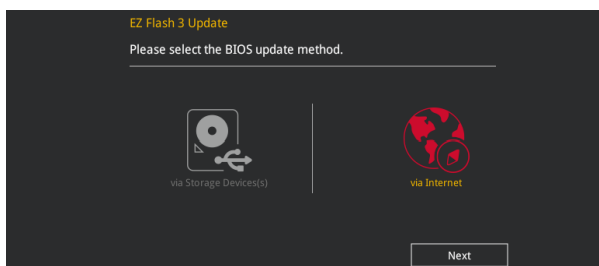 EZ Flash 3 Update
Please select the BIOS update method.
via Storage Devices(s)
via Internet
Next